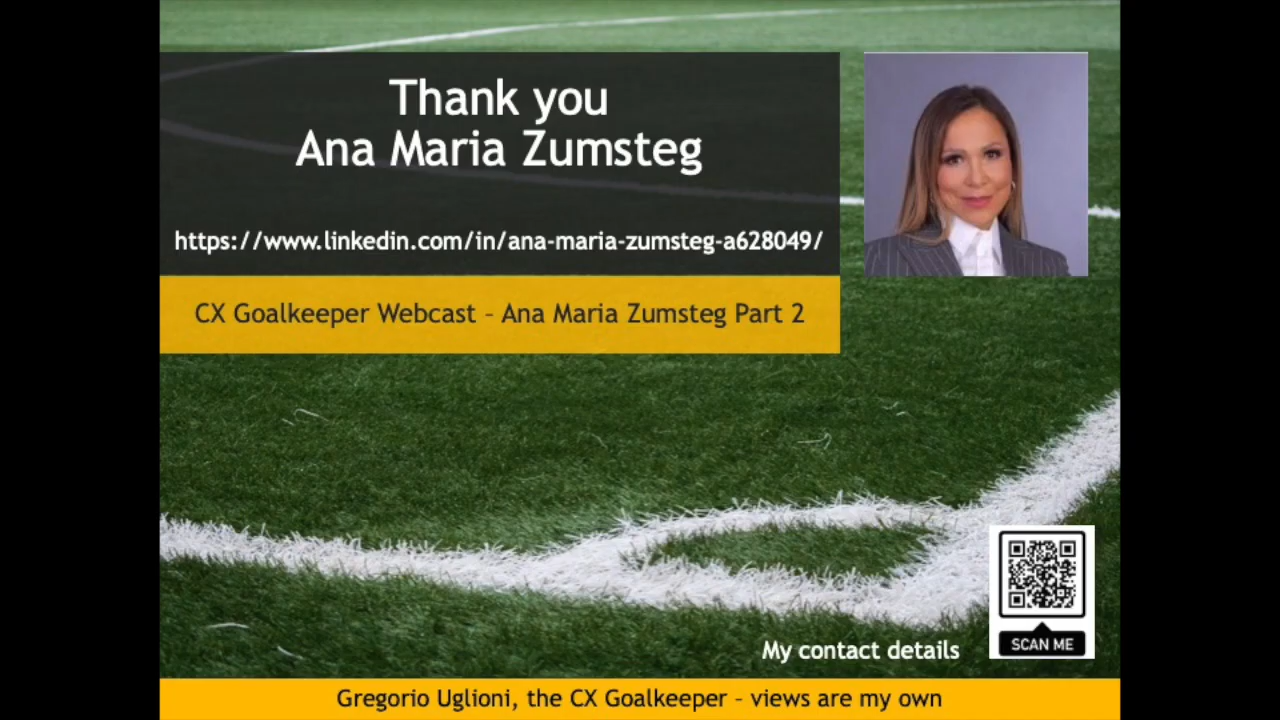 Thank you
Ana Maria Zumsteg
https://www.linkedin.com/in/ana-maria-zumsteg-a628049/
CX Goalkeeper Webcast – Ana Maria Zumsteg Part 2
My contact details
SCAN ME
Gregorio Uglioni, the CX Goalkeeper – views are my own